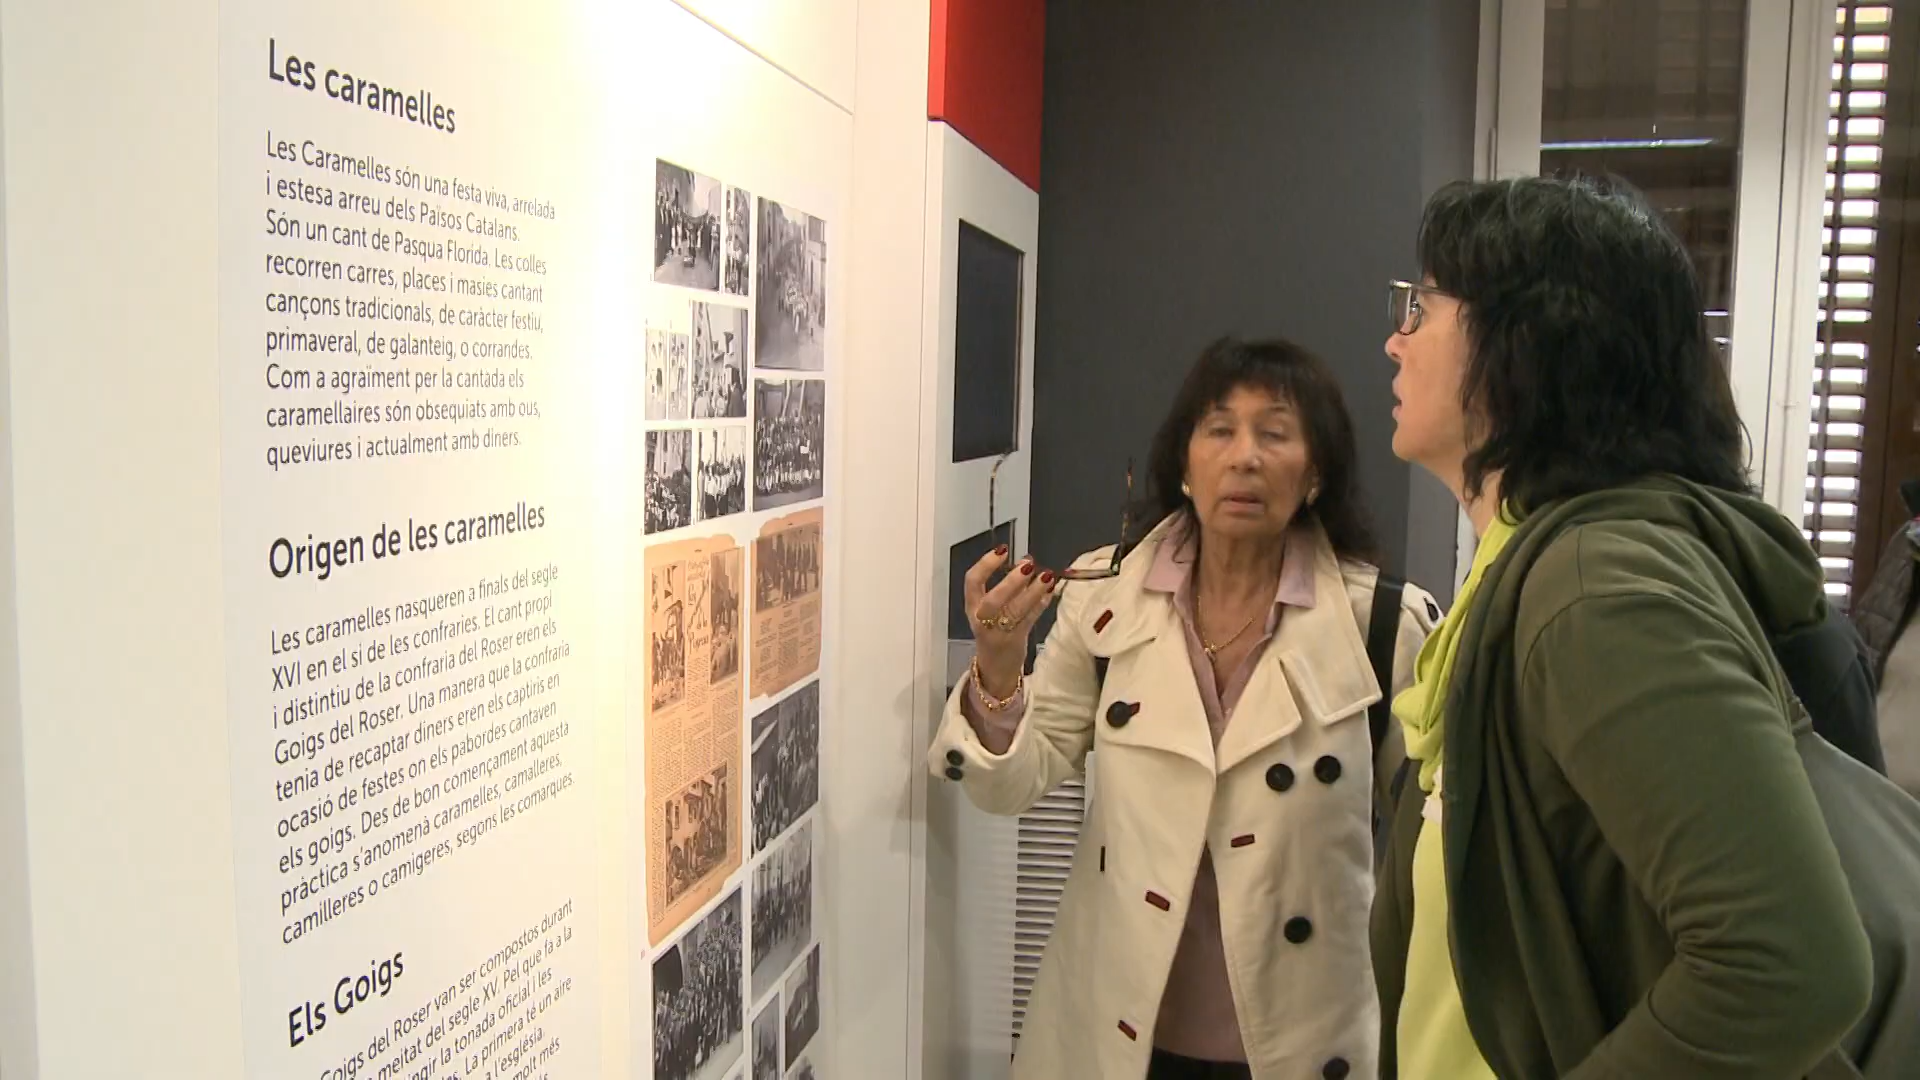 Les caramelles
Les Caramelles són una festa viva, arrelada
i estesa arreu dels Països Catalans.
Són un cant de Pasqua Florida. Les colles
recorren carres, places i masies cantant
cançons tradicionals, de caràcter festiu,
primaveral, de galanteig, o corrandes.
Com a agraïment per la cantada els
caramellaires són obsequiats amb ous,
queviures i actualment amb diners.
Origen de les caramelles
Les caramelles nasqueren a finals del segle
XVI en el si de les confraries. El cant propi
i distintiu de la confraria del Roser eren els
Goigs del Roser. Una manera que la confraria
tenia de recaptar diners eren els captiris en
ocasió de festes on els pabordes cantaven
els goigs. Des de bon començament aquesta
pràctica s'anomenà caramelles, camalleres,
camilleres o camigeres, segons les comarques.
Els Goigs
Goigs del Roser van ser compostos durant
meitat del segle XV. Pel que fa a la
la tonada oficial i les
La primera té un aire
a l'església.
molt més